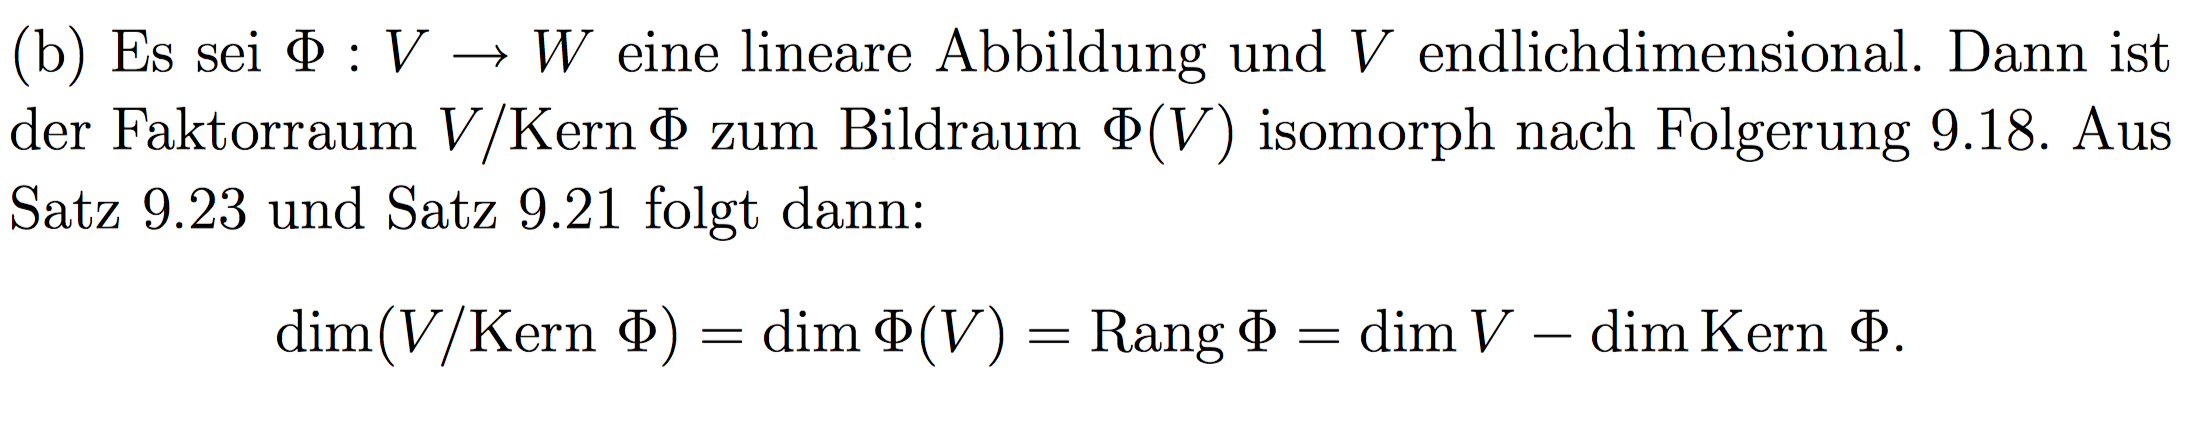 (b) Es sei Φ : V → W eine lineare Abbildung und V endlichdimensional. Dann ist
der Faktorraum V/Kern Φ zum Bildraum Φ(V) isomorph nach Folgerung 9.18. Aus
Satz 9.23 und Satz 9.21 folgt dann:
dim(V/Kern Φ) = dim Φ(V) = Rang Φ = dim V − dim Kern Φ.